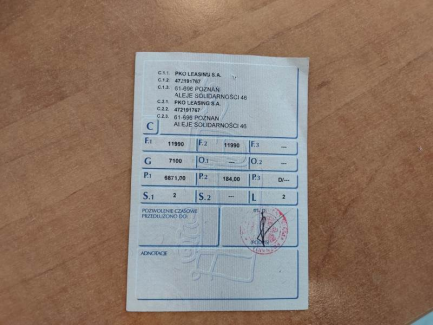 C.1.1. PKO LEASING S.A.
C.1.2. 472191767
C.1.3. 61-696 POZNAŃ
ALEJE SOLIDARNOŚCI 46
C.2.1. PKO LEASING S.A.
C.2.2. 472191767
C.2.3. 61-696 POZNAŃ
ALEJE SOLIDARNOŚCI 46
C
F.1 11990 F.2 11990 F.3 ---
G 7100 O.1 --- O.2 ---
P.1 6871,00 P.2 184,00 P.3 D/---
S.1 2 S.2 --- L 2
POZWOLENIE CZASOWE
PRZEDŁUŻONO DO:
ADNOTACJE